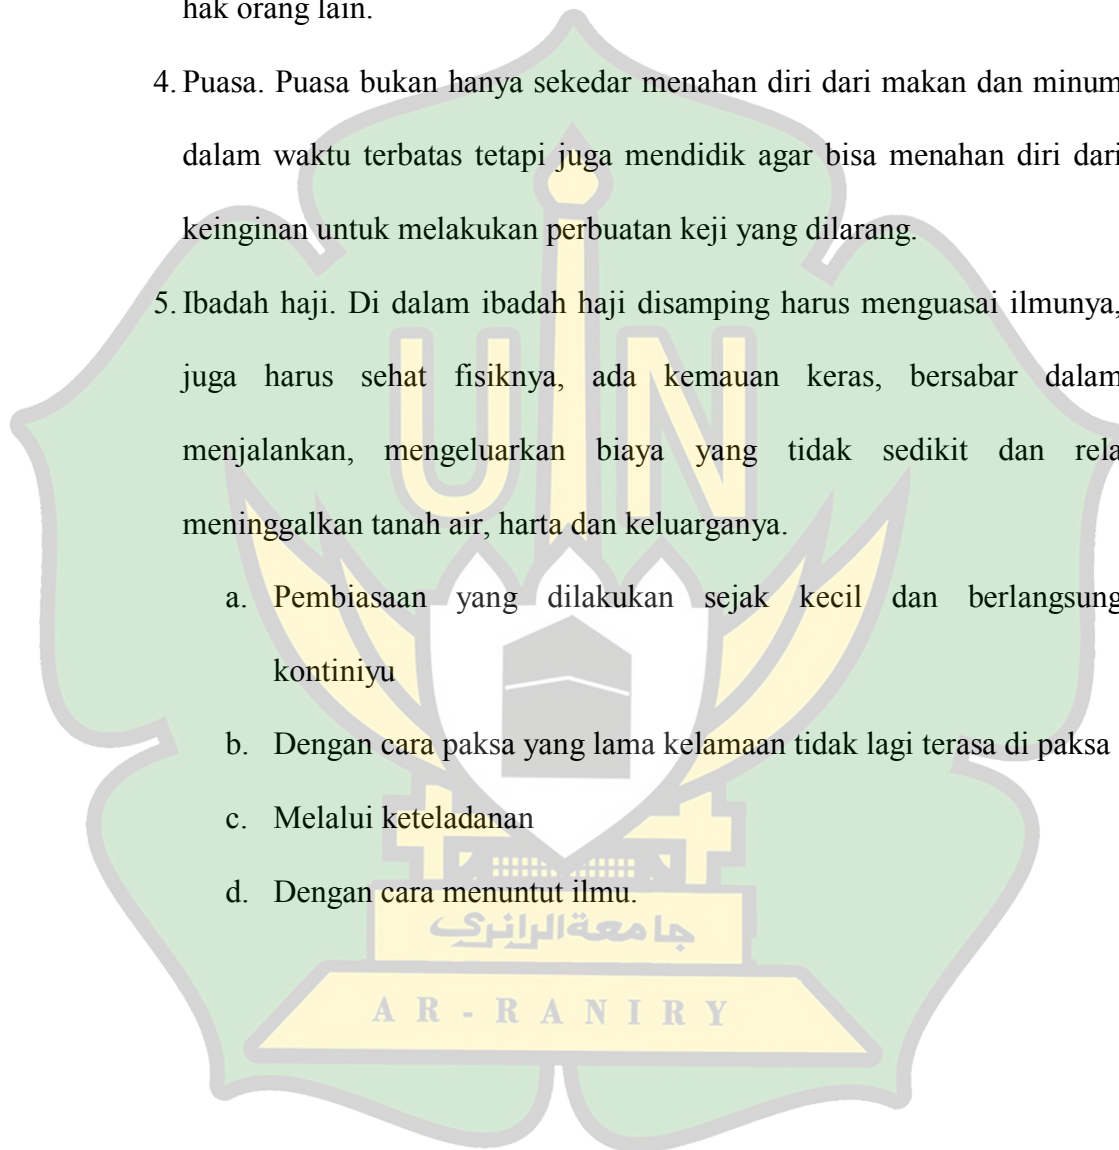 hak orang lain.
4. Puasa. Puasa bukan hanya sekedar menahan diri dari makan dan minum
dalam waktu terbatas tetapi juga mendidik agar bisa menahan diri dari
keinginan untuk melakukan perbuatan keji yang dilarang.
5. Ibadah haji. Di dalam ibadah haji disamping harus menguasai ilmunya,
juga harus sehat fisiknya, ada kemauan keras, bersabar dalam
menjalankan, mengeluarkan biaya yang tidak sedikit dan rela
meninggalkan tanah air, harta dan keluarganya.
a. Pembiasaan yang dilakukan sejak kecil dan berlangsung
kontiniyu
b. Dengan cara paksa yang lama kelamaan tidak lagi terasa di paksa
c. Melalui keteladanan
d. Dengan cara menuntut ilmu.
UIN
جامعة الرانري
AR-RANIRY